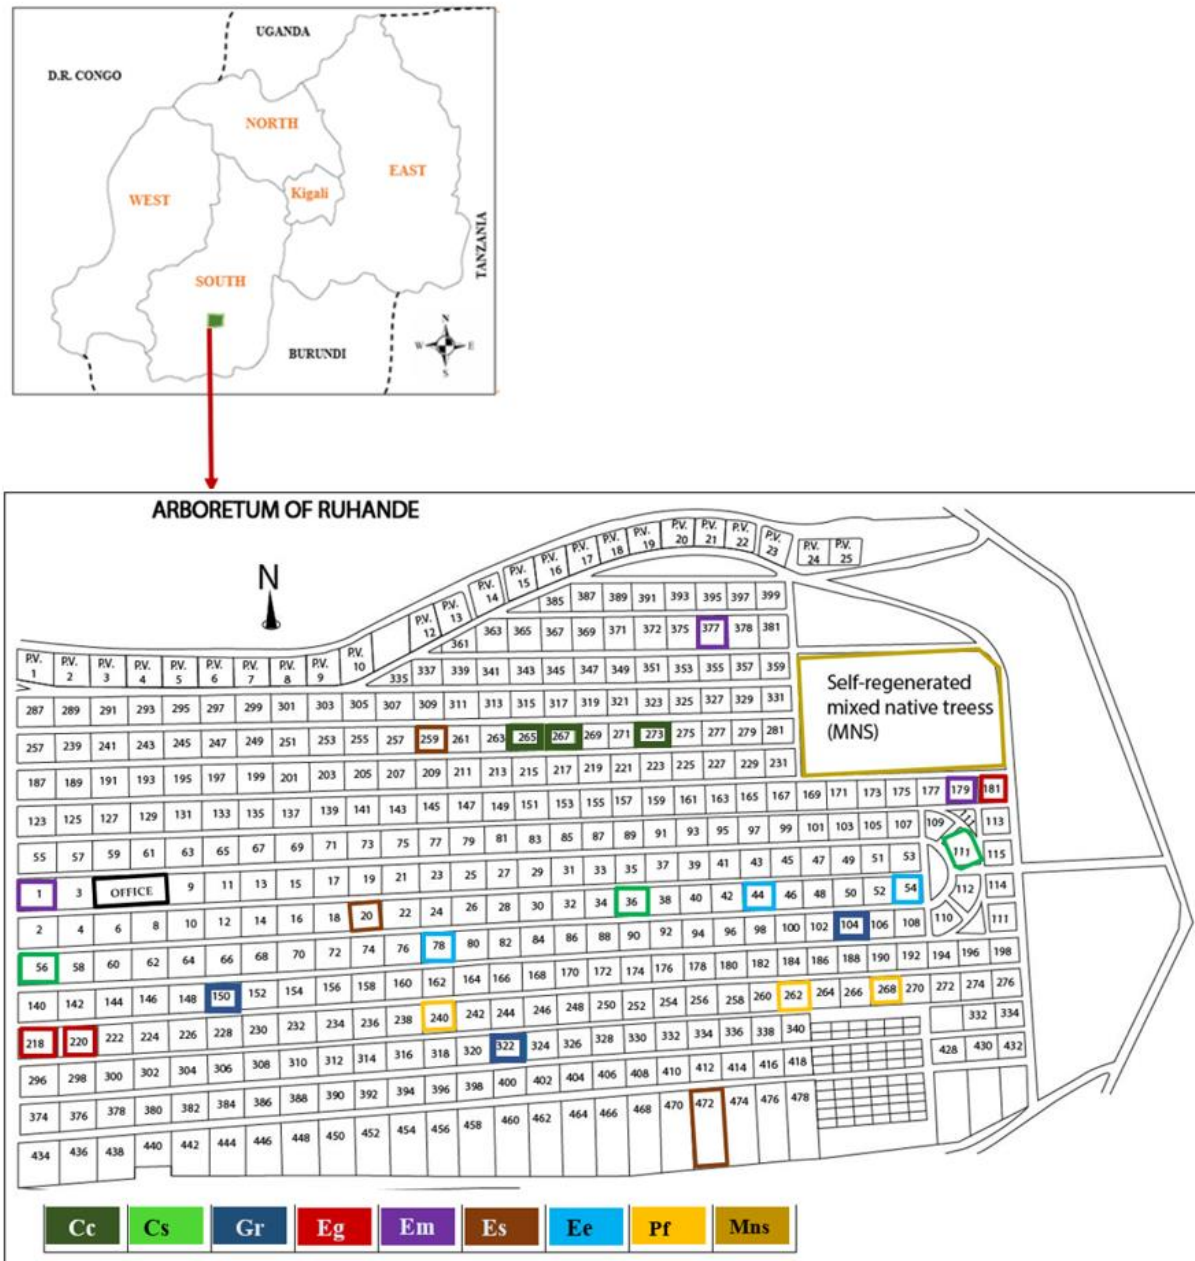 UGANDA
D.R. CONGO
NORTH
EAST
WEST
Kigali
TANZANIA
SOUTH
N
W E
S
BURUNDI
ARBORETUM OF RUHANDE
N
P.V. 1 P.V. 2 P.V. 3 P.V. 4 P.V. 5 P.V. 6 P.V. 7 P.V. 8 P.V. 9 P.V. 10 P.V. 12 P.V. 13 P.V. 14 P.V. 15 P.V. 16 P.V. 17 P.V. 18 P.V. 19 P.V. 20 P.V. 21 P.V. 22 P.V. 23 P.V. 24 P.V. 25
385 387 389 391 393 395 397 399
361 363 365 367 369 371 372 375 377 378 381
335 337 339 341 343 345 347 349 351 353 355 357 359
Self-regenerated
mixed native treess
(MNS)
287 289 291 293 295 297 299 301 303 305 307 309 311 313 315 317 319 321 323 325 327 329 331
257 239 241 243 245 247 249 251 253 255 257 259 261 263 265 267 269 271 273 275 277 279 281
187 189 191 193 195 197 199 201 203 205 207 209 211 213 215 217 219 221 223 225 227 229 231
123 125 127 129 131 133 135 137 139 141 143 145 147 149 151 153 155 157 159 161 163 165 167 169 171 173 175 177 179 181
55 57 59 61 63 65 67 69 71 73 75 77 79 81 83 85 87 89 91 93 95 97 99 101 103 105 107 109 111 113
1 3 OFFICE 9 11 13 15 17 19 21 23 25 27 29 31 33 35 37 39 41 43 45 47 49 51 53 111 115
2 4 6 8 10 12 14 16 18 20 22 24 26 28 30 32 34 36 38 40 42 44 46 48 50 52 54 112 114
56 58 60 62 64 66 68 70 72 74 76 78 80 82 84 86 88 90 92 94 96 98 100 102 104 106 108 110 111
140 142 144 146 148 150 152 154 156 158 160 162 164 166 168 170 172 174 176 178 180 182 184 186 188 190 192 194 196 198
218 220 222 224 226 228 230 232 234 236 238 240 242 244 246 248 250 252 254 256 258 260 262 264 266 268 270 272 274 276
296 298 300 302 304 306 308 310 312 314 316 318 320 322 324 326 328 330 332 334 336 338 340 332 334
374 376 378 380 382 384 386 388 390 392 394 396 398 400 402 404 406 408 410 412 414 416 418 428 430 432
434 436 438 440 442 444 446 448 450 452 454 456 458 460 462 464 466 468 470 472 474 476 478
Cc Cs Gr Eg Em Es Ee Pf Mns